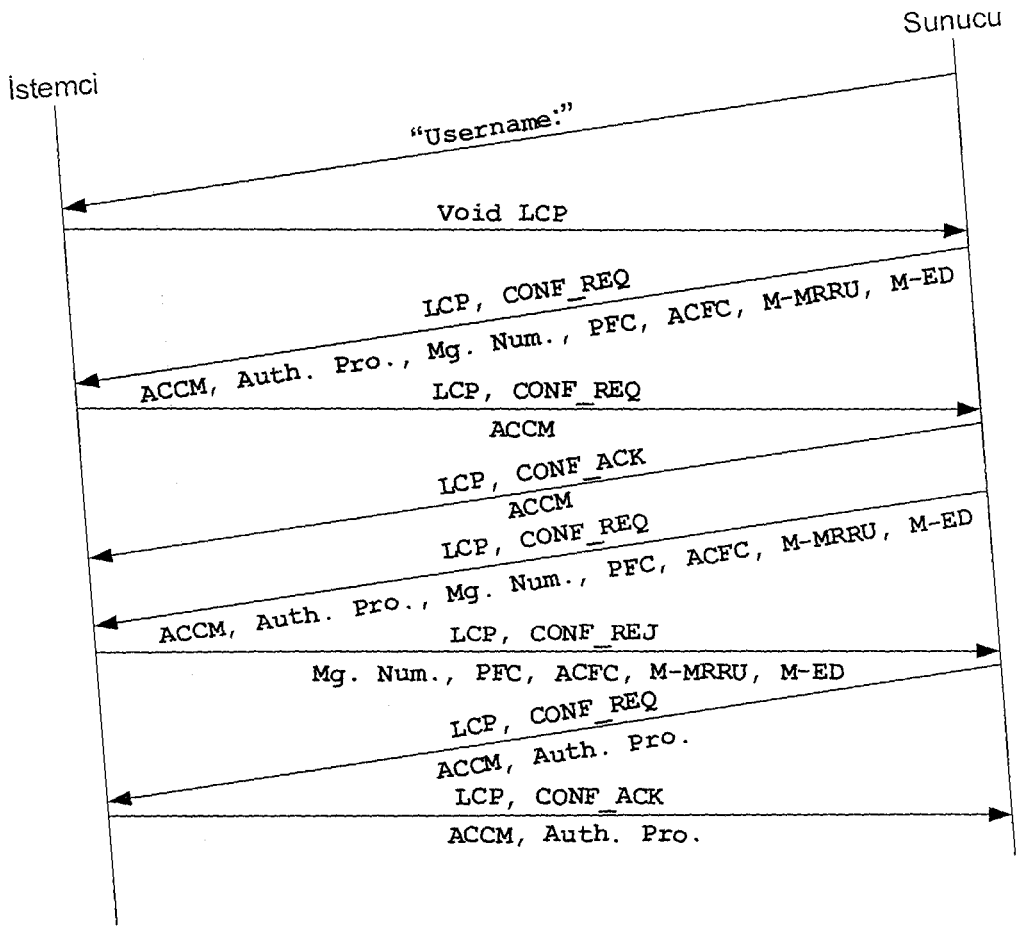 Sunucu
İstemci
“Username:”
Void LCP
LCP, CONF_REQ
ACCM, Auth. Pro., Mg. Num., PFC, ACFC, M-MRRU, M-ED
LCP, CONF_REQ
ACCM
LCP, CONF_ACK
ACCM
LCP, CONF_REQ
ACCM, Auth. Pro., Mg. Num., PFC, ACFC, M-MRRU, M-ED
LCP, CONF_REJ
Mg. Num., PFC, ACFC, M-MRRU, M-ED
LCP, CONF_REQ
ACCM, Auth. Pro.
LCP, CONF_ACK
ACCM, Auth. Pro.